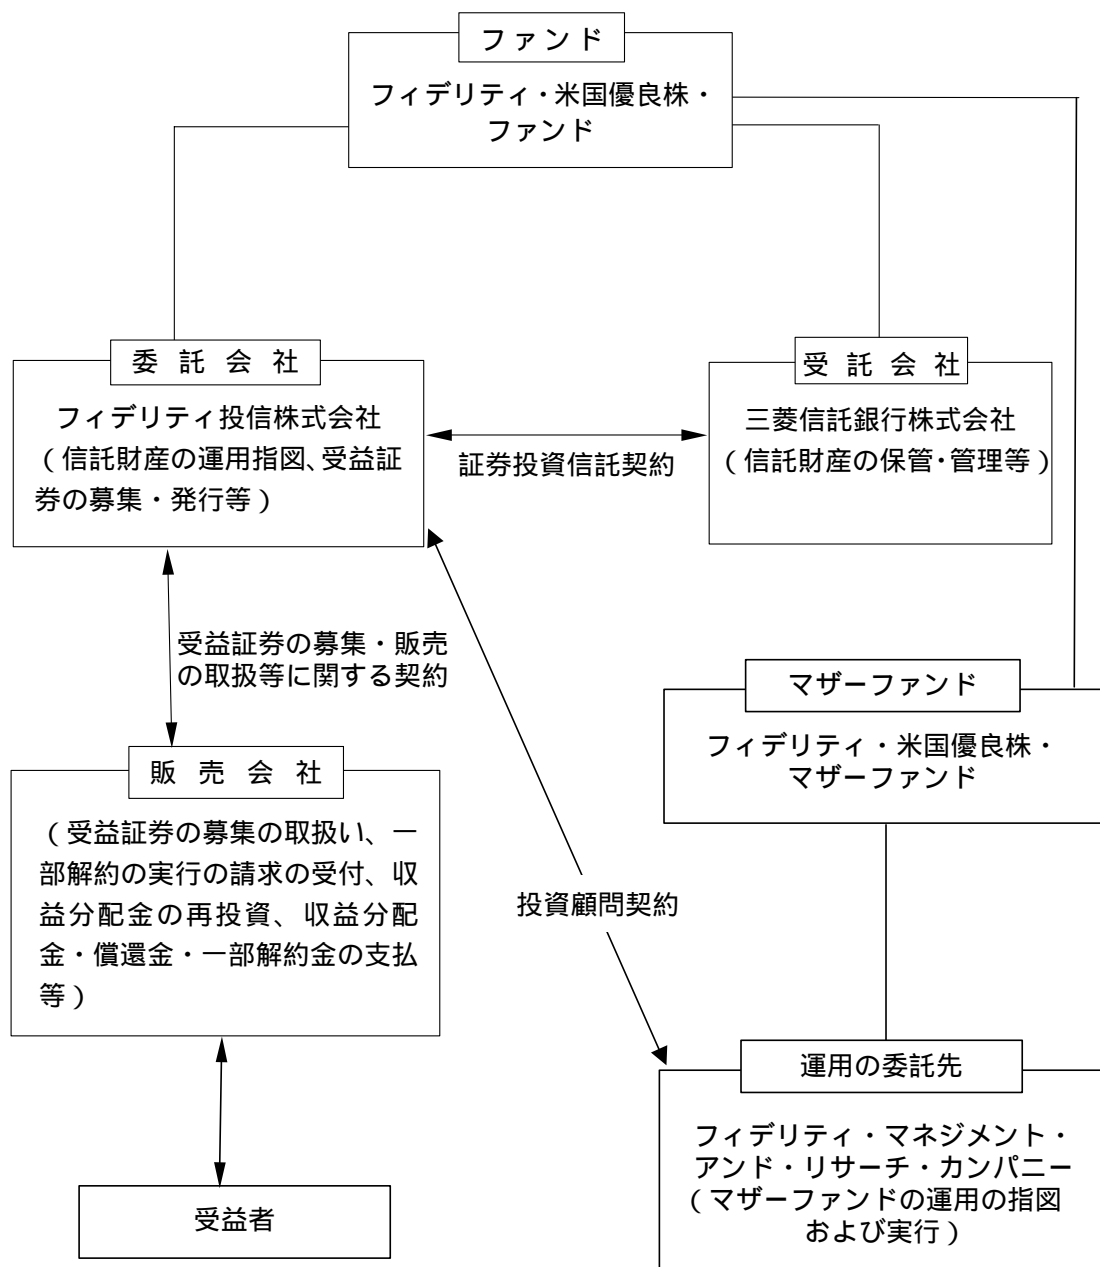 ファンド
フィデリティ・米国優良株・
ファンド
委託会社
フィデリティ投信株式会社
（信託財産の運用指図、受益証
券の募集・発行等）
証券投資信託契約
受託会社
三菱信託銀行株式会社
（信託財産の保管・管理等）
受益証券の募集・販売
の取扱等に関する契約
マザーファンド
フィデリティ・米国優良株・
マザーファンド
販売会社
（受益証券の募集の取扱い、一
部解約の実行の請求の受付、収
益分配金の再投資、収益分配
金・償還金・一部解約金の支払
等）
投資顧問契約
運用の委託先
フィデリティ・マネジメント・
アンド・リサーチ・カンパニー
（マザーファンドの運用の指図
および実行）
受益者